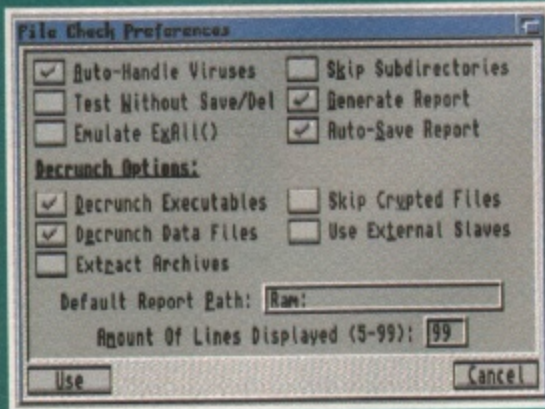 File Check Preferences
Auto-Handle Viruses
Skip Subdirectories
Test Without Save/Del
Generate Report
Emulate ExAll()
Auto-Save Report
Decrunch Options:
Decrunch Executables
Skip Crypted Files
Decrunch Data Files
Use External Slaves
Extract Archives
Default Report Path: Ram:
Amount Of Lines Displayed (5-99): 99
Use
Cancel